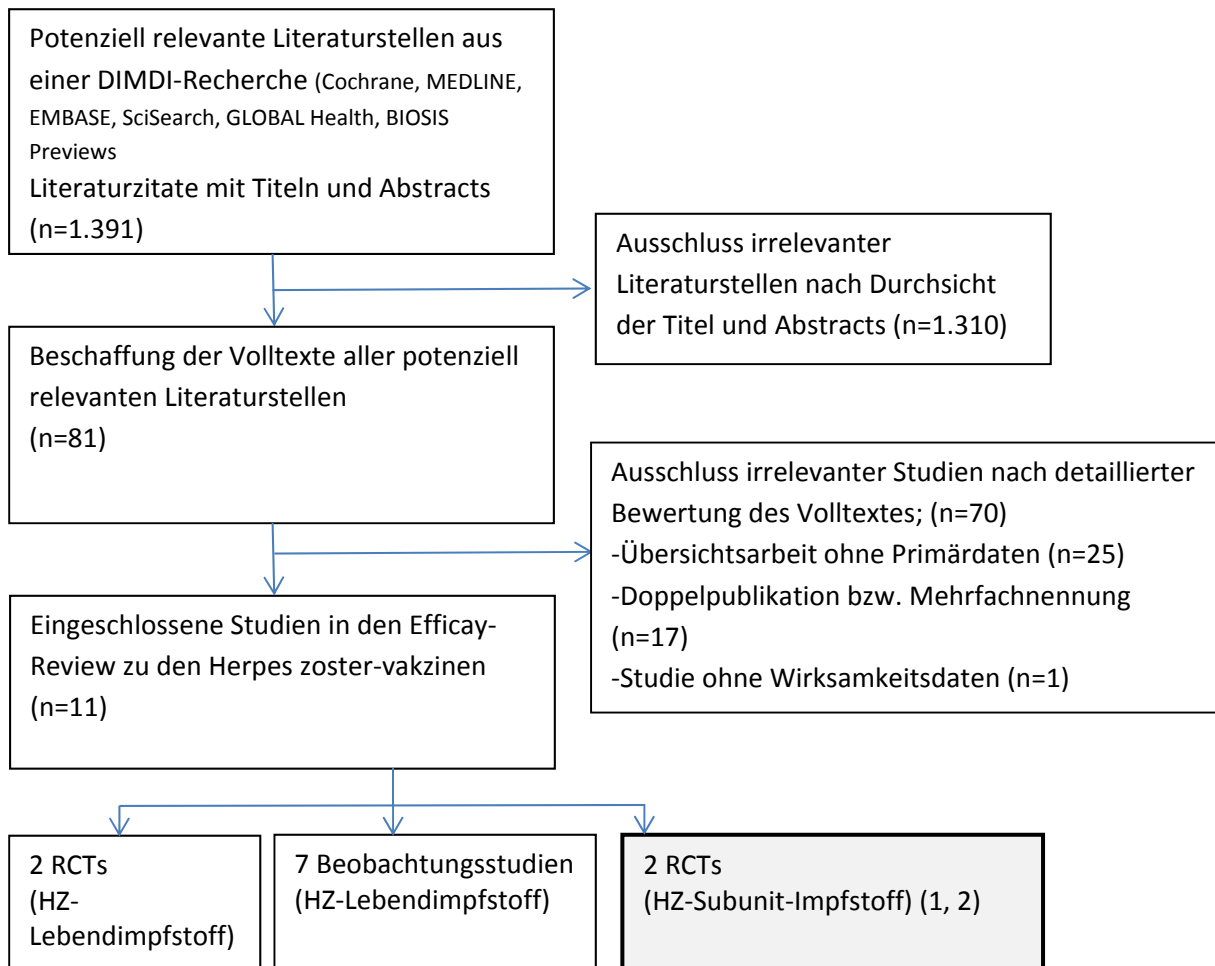 Potenziell relevante Literaturstellen aus
einer DIMDI-Recherche (Cochrane, MEDLINE,
EMBASE, SciSearch, GLOBAL Health, BIOSIS
Previews
Literaturzitate mit Titeln und Abstracts
(n=1.391)
Ausschluss irrelevanter
Literaturstellen nach Durchsicht
der Titel und Abstracts (n=1.310)
Beschaffung der Volltexte aller potenziell
relevanten Literaturstellen
(n=81)
Ausschluss irrelevanter Studien nach detaillierter
Bewertung des Volltextes; (n=70)
-Übersichtsarbeit ohne Primärdaten (n=25)
-Doppelpublikation bzw. Mehrfachnennung
(n=17)
-Studie ohne Wirksamkeitsdaten (n=1)
Eingeschlossene Studien in den Efficay-
Review zu den Herpes zoster-vakzinen
(n=11)
2 RCTs
(HZ-
Lebendimpfstoff)
7 Beobachtungsstudien
(HZ-Lebendimpfstoff)
2 RCTs
(HZ-Subunit-Impfstoff) (1, 2)